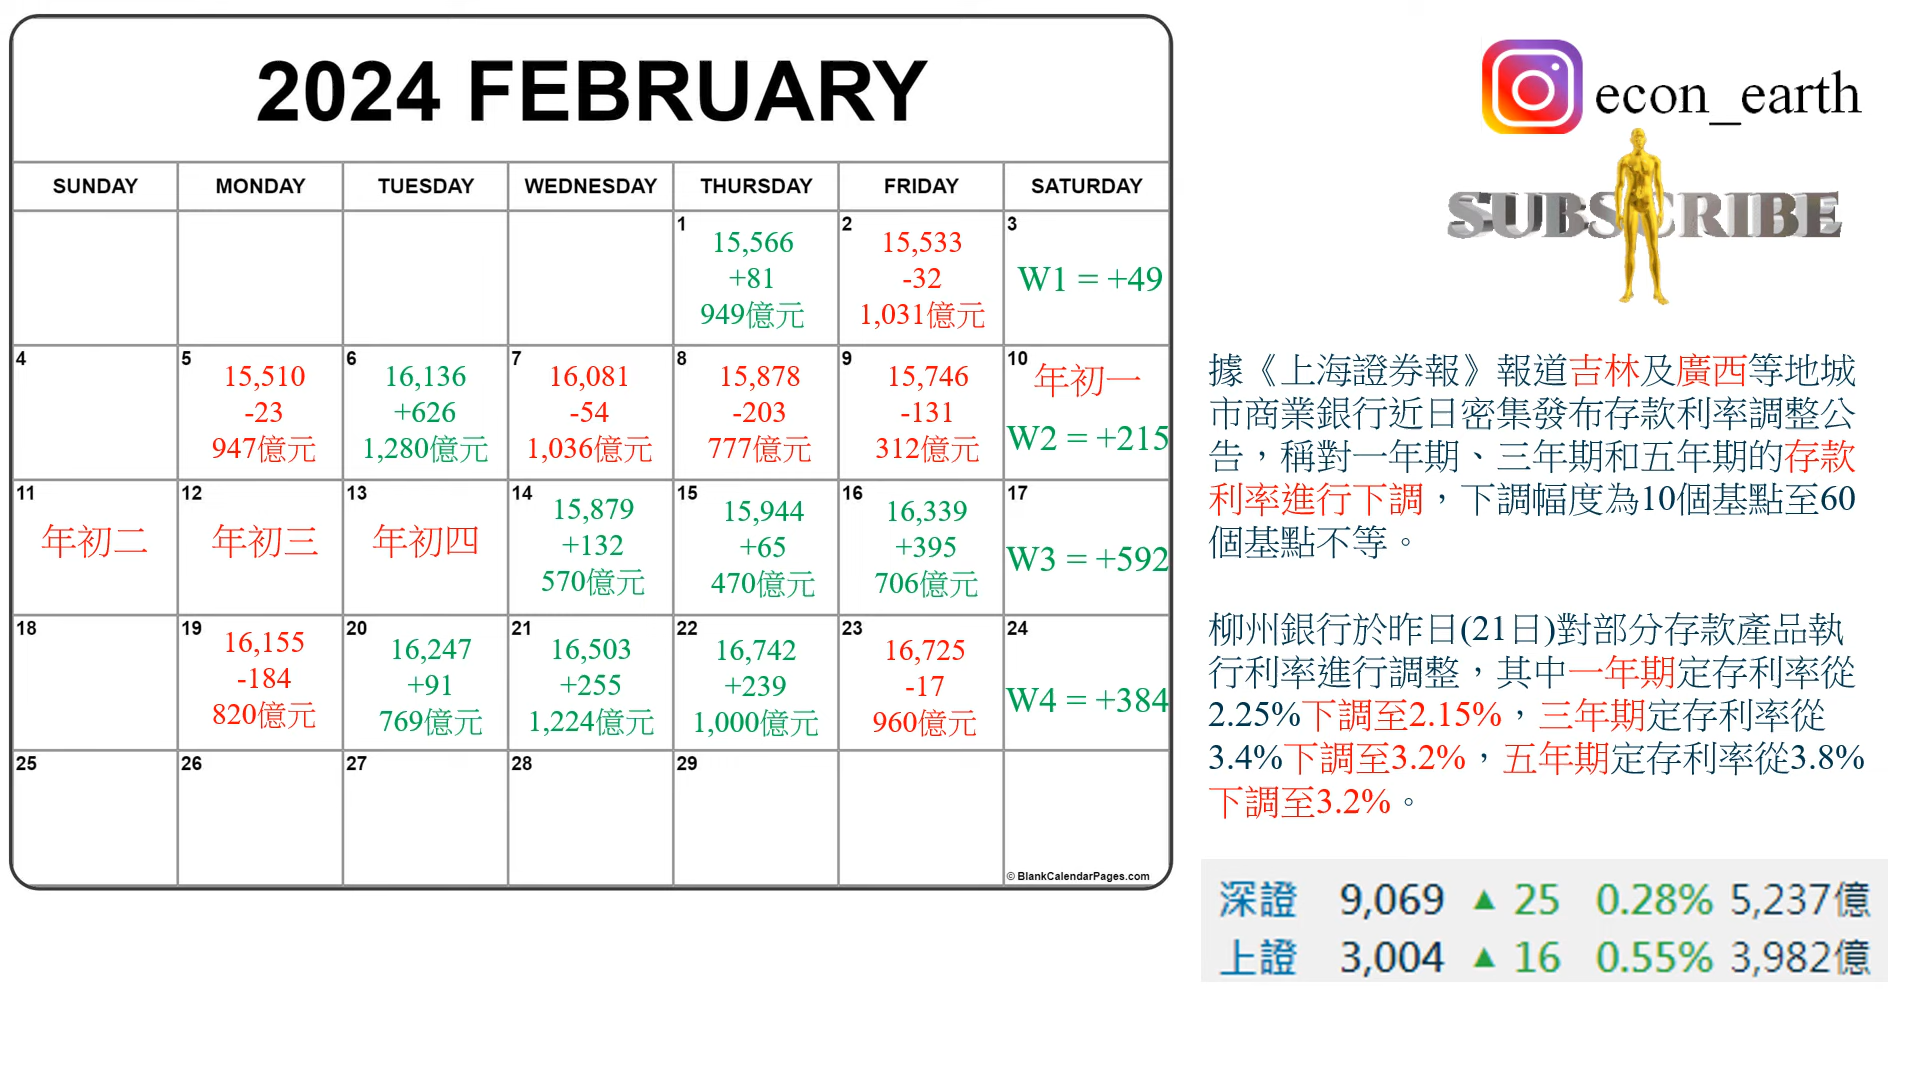 2024 FEBRUARY
SUNDAY MONDAY TUESDAY WEDNESDAY THURSDAY FRIDAY SATURDAY
1
15,566
+81
949億元
2
15,533
-32
1,031億元
3
W1 = +49
4
5
15,510
-23
947億元
6
16,136
+626
1,280億元
7
16,081
-54
1,036億元
8
15,878
-203
777億元
9
15,746
-131
312億元
10
年初一
W2 = +215
11
年初二
12
年初三
13
年初四
14
15,879
+132
570億元
15
15,944
+65
470億元
16
16,339
+395
706億元
17
W3 = +592
18
19
16,155
-184
820億元
20
16,247
+91
769億元
21
16,503
+255
1,224億元
22
16,742
+239
1,000億元
23
16,725
-17
960億元
24
W4 = +384
25
26
27
28
29
© BlankCalendarPages.com
econ_earth
SUBSCRIBE
據《上海證券報》報道吉林及廣西等地城
市商業銀行近日密集發布存款利率調整公
告，稱對一年期、三年期和五年期的存款
利率進行下調，下調幅度為10個基點至60
個基點不等。
柳州銀行於昨日(21日)對部分存款產品執
行利率進行調整，其中一年期定存利率從
2.25%下調至2.15%，三年期定存利率從
3.4%下調至3.2%，五年期定存利率從3.8%
下調至3.2%。
深證 9,069 ▲ 25 0.28% 5,237億
上證 3,004 ▲ 16 0.55% 3,982億